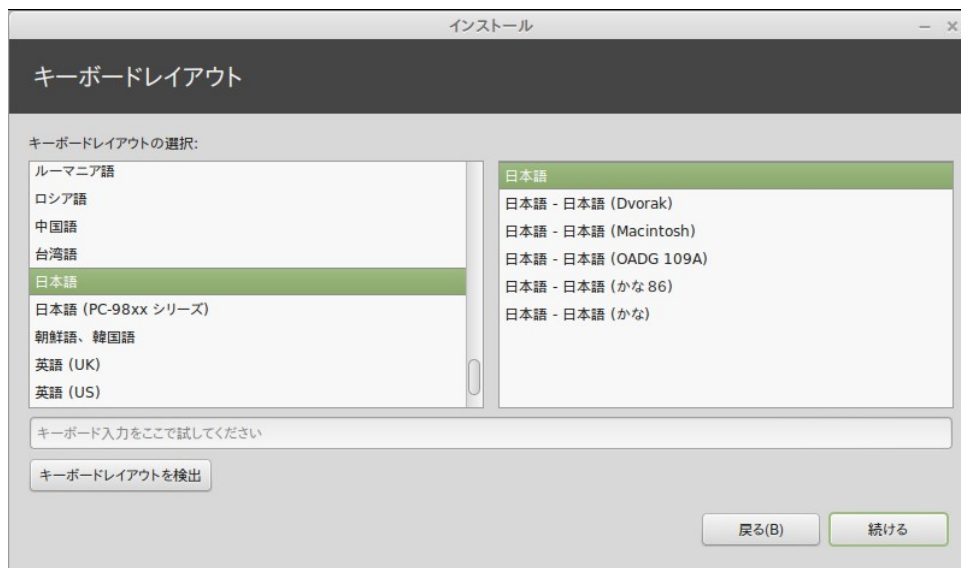 インストール
キーボードレイアウト
キーボードレイアウトの選択:
ルーマニア語
ロシア語
中国語
台湾語
日本語
日本語 (PC-98xx シリーズ)
朝鮮語、韓国語
英語 (UK)
英語 (US)
日本語
日本語 - 日本語 (Dvorak)
日本語 - 日本語 (Macintosh)
日本語 - 日本語 (OADG 109A)
日本語 - 日本語 (かな 86)
日本語 - 日本語 (かな)
キーボード入力をここで試してください
キーボードレイアウトを検出
戻る(B)
続ける